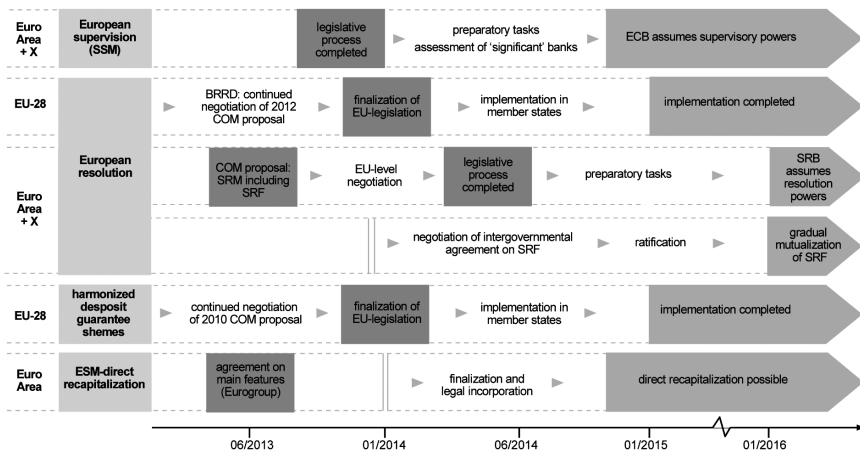 Euro
Area
+ X
European
supervision
(SSM)
legislative
process
completed
preparatory tasks
assessment of ‘significant’ banks
ECB assumes supervisory powers
EU-28
BRRD: continued
negotiation of 2012
COM proposal
finalization of
EU-legislation
implementation in
member states
implementation completed
European
resolution
Euro
Area
+ X
COM proposal:
SRM including
SRF
EU-level
negotiation
legislative
process
completed
preparatory tasks
SRB
assumes
resolution
powers
negotiation of intergovernmental
agreement on SRF
ratification
gradual
mutualization
of SRF
EU-28
harmonized
desposit
guarantee
shemes
continued negotiation
of 2010 COM proposal
finalization of
EU-legislation
implementation in
member states
implementation completed
Euro
Area
ESM-direct
recapitalization
agreement on
main features
(Eurogroup)
finalization and
legal incorporation
direct recapitalization possible
06/2013
01/2014
06/2014
01/2015
01/2016